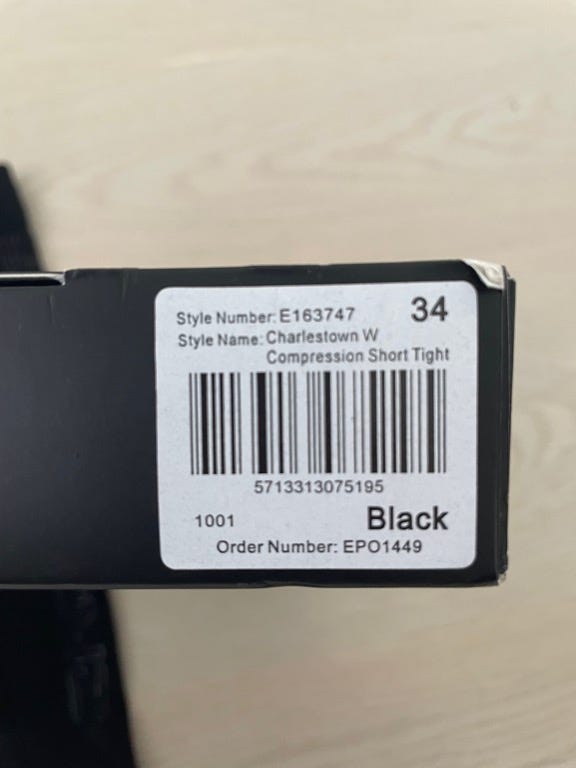 Style Number: E163747 34
Style Name: Charlestown W
Compression Short Tight
5713313075195
1001 Black
Order Number: EPO1449